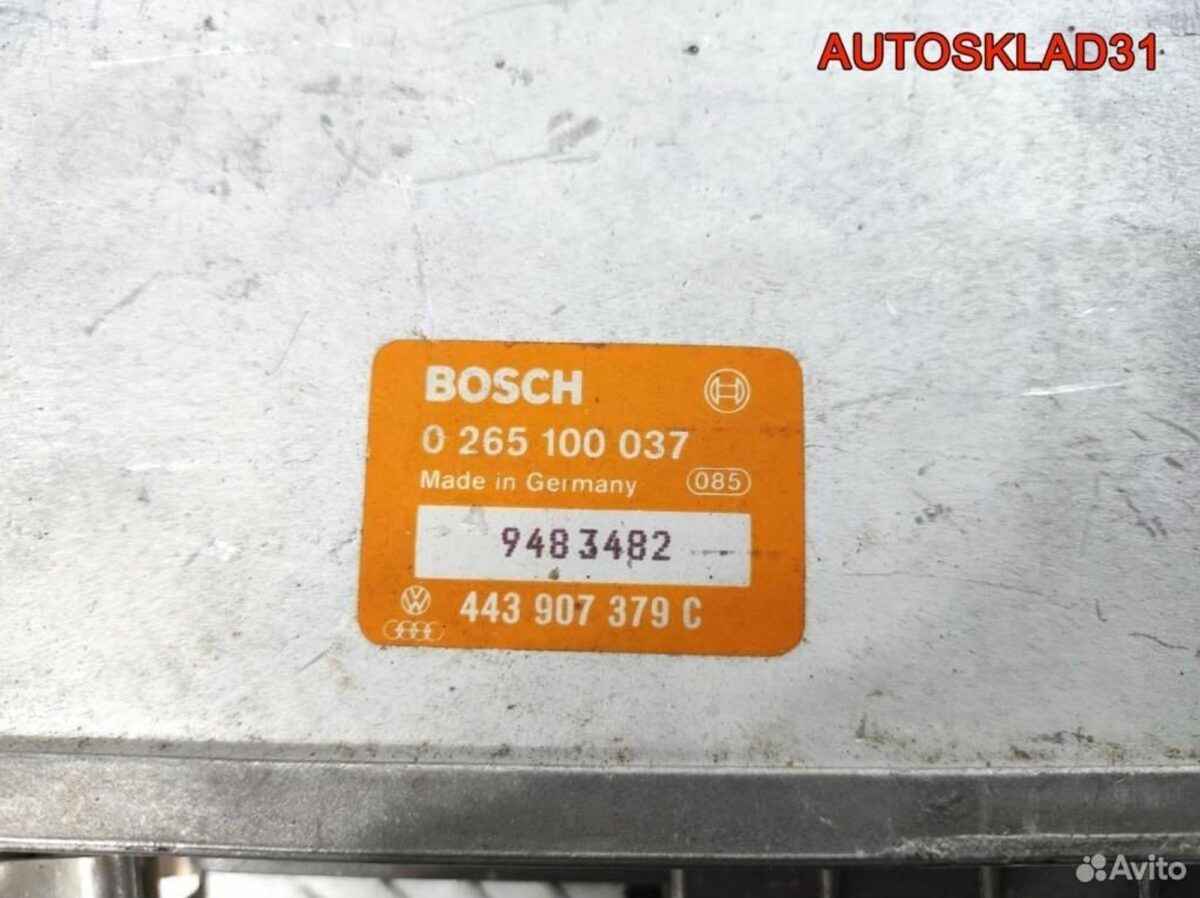 AUTOSKLAD31
BOSCH
0 265 100 037
Made in Germany 085
9483482
443 907 379 C
Avito